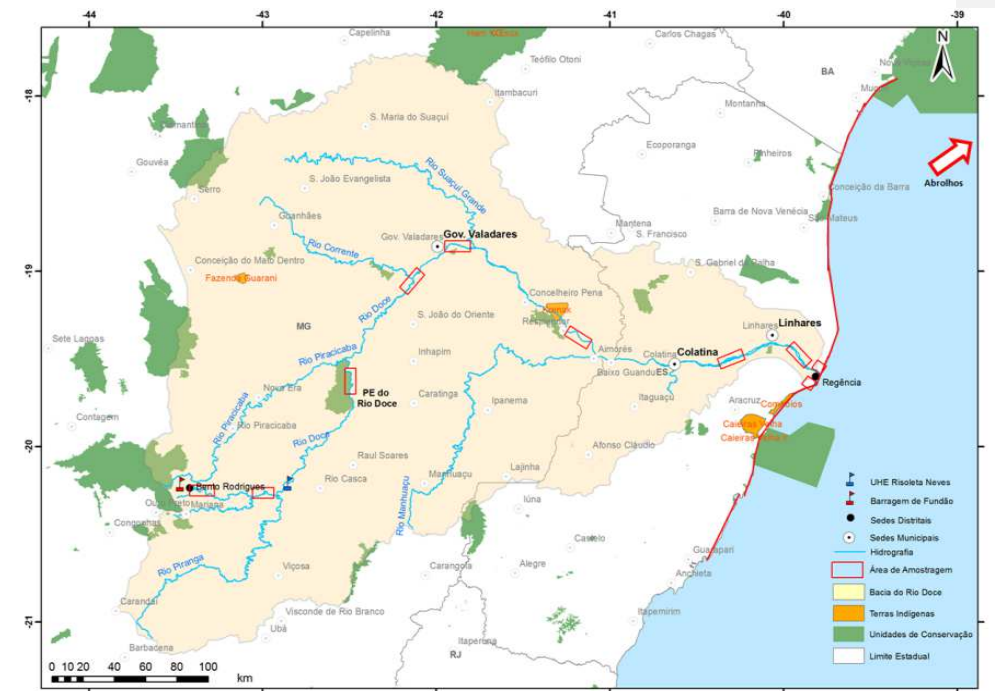 -44
-43
-42
-41
-40
-39
Capelinha
Carlos Chagas
N
Teófilo Otoni
BA
Itambacuri
-18
Montanha
S. Maria do Suaçuí
Ecoporanga
Pinheiros
Abrolhos
Gouvêa
Rio Suaçuí Grande
S. João Evangelista
Conceição da Barra
Serro
Guanhães
Barra de Nova Venécia
São Mateus
Mantena
S. Francisco
Gov. Valadares
Gov. Valadares
Rio Corrente
Conceição do Mato Dentro
S. Gabriel da Palha
-19
Fazenda Guarani
Concelheiro Pena
Krenak
Resplendor
Rio Doce
S. João do Oriente
MG
Linhares
Linhares
Sete Lagoas
Rio Piracicaba
Inhapim
Aimorés
Colatina
Colatina
Baixo Guandu
ES
Regência
Nova Era
PE do
Rio Doce
Caratinga
Ipanema
Itaguaçu
Aracruz
Comboios
Contagem
Rio Piracicaba
Rio Piracicaba
Caieiras Velha
Caieiras Velha II
-20
Rio Doce
Afonso Cláudio
Raul Soares
Lajinha
Manhuaçu
Rio Casca
Bento Rodrigues
Ouro Preto
Mariana
Rio Manhuaçu
Iúna
Congonhas
Castelo
Guarapari
Rio Piranga
Viçosa
Carangola
Alegre
Anchieta
Carandaí
Visconde de Rio Branco
Itapemirim
-21
Ubá
Itaperuna
Barbacena
RJ
UHE Risoleta Neves
Barragem de Fundão
Sedes Distritais
Sedes Municipais
Hidrografia
Área de Amostragem
Bacia do Rio Doce
Terras Indígenas
Unidades de Conservação
Limite Estadual
0 10 20 40 60 80 100
km